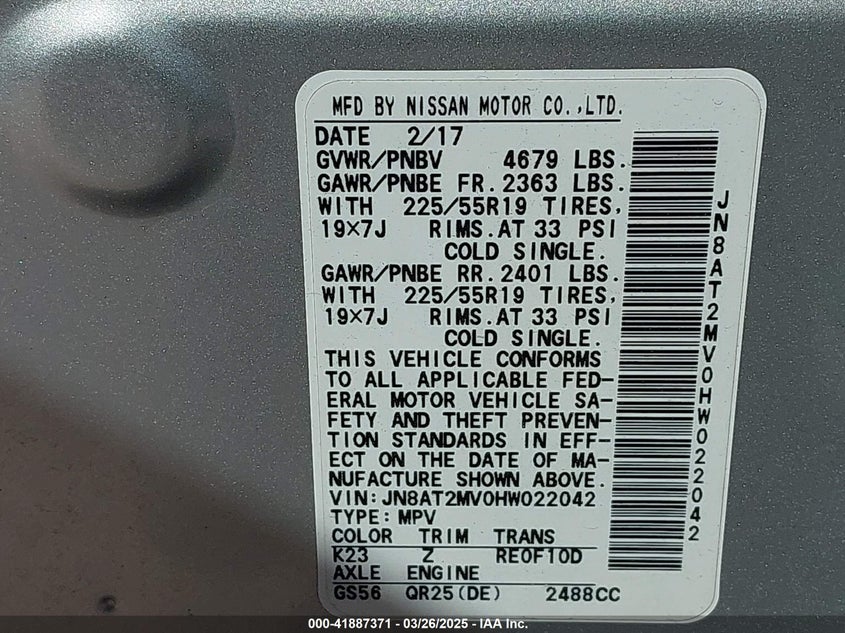 MFD BY NISSAN MOTOR CO.,LTD.
DATE 2/17
GVWR/PNBV 4679 LBS.
GAWR/PNBE FR. 2363 LBS.
WITH 225/55R19 TIRES,
19×7J RIMS.AT 33 PSI
COLD SINGLE.
GAWR/PNBE RR. 2401 LBS.
WITH 225/55R19 TIRES,
19×7J RIMS.AT 33 PSI
COLD SINGLE.
THIS VEHICLE CONFORMS
TO ALL APPLICABLE FED-
ERAL MOTOR VEHICLE SA-
FETY AND THEFT PREVEN-
TION STANDARDS IN EFF-
ECT ON THE DATE OF MA-
NUFACTURE SHOWN ABOVE.
VIN:JN8AT2MV0HW022042
TYPE:MPV
COLOR TRIM TRANS
K23 Z RE0F10D
AXLE ENGINE
GS56 QR25(DE) 2488CC
JN8AT2MV0HW022042
000-41887371 - 03/26/2025 - IAA Inc.